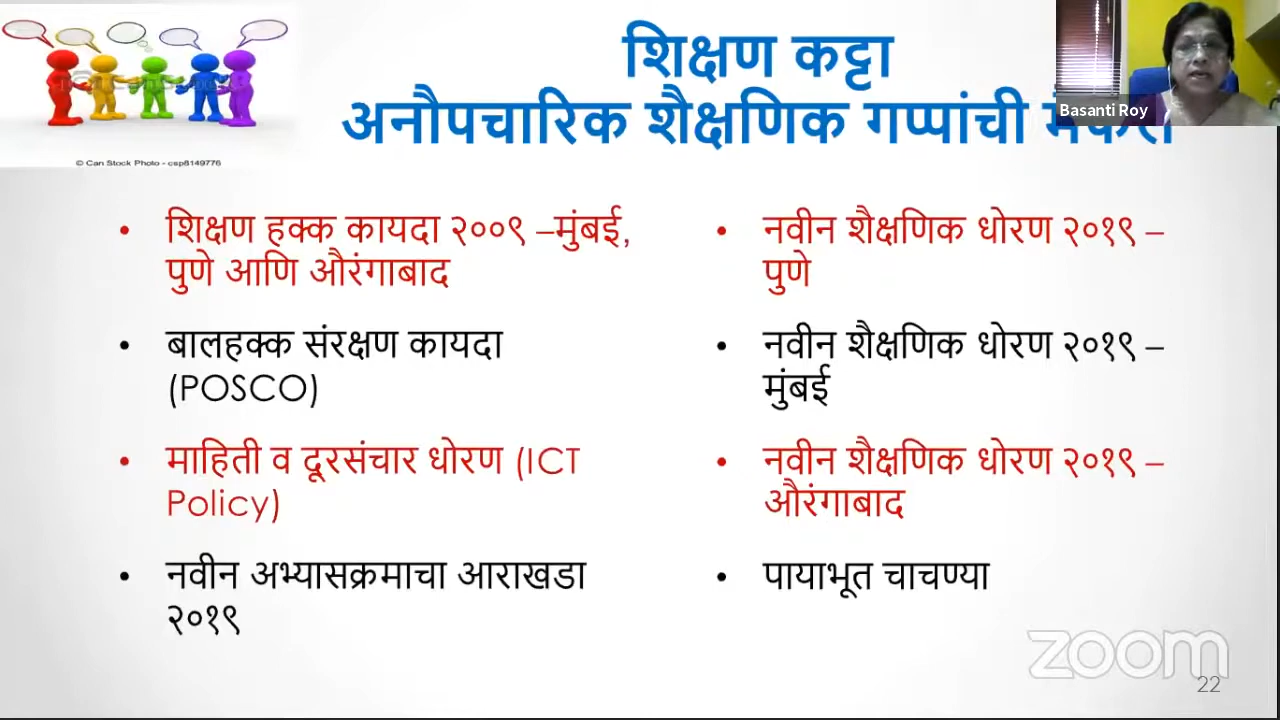 शिक्षण कट्टा
अनौपचारिक शैक्षणिक गप्पांची
Basanti Roy
© Can Stock Photo - csp8149776
शिक्षण हक्क कायदा २००९ –मुंबई,
पुणे आणि औरंगाबाद
बालहक्क संरक्षण कायदा
(POSCO)
माहिती व दूरसंचार धोरण (ICT
Policy)
नवीन अभ्यासक्रमाचा आराखडा
२०१९
नवीन शैक्षणिक धोरण २०१९ –
पुणे
नवीन शैक्षणिक धोरण २०१९ –
मुंबई
नवीन शैक्षणिक धोरण २०१९ –
औरंगाबाद
पायाभूत चाचण्या
zoom
22